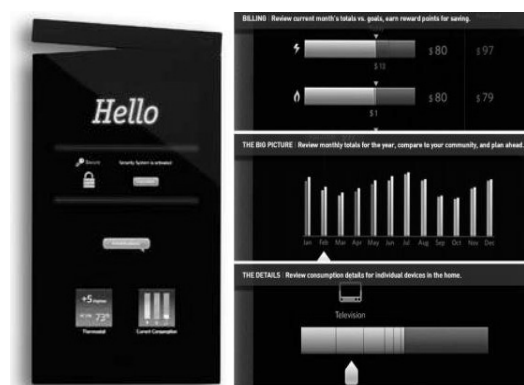 Hello
Secure
Security System is activated
+5 Degrees
73°
Thermostat
Current Consumption
BILLING : Review current month's totals vs. goals, earn reward points for saving.
$10
$80
$97
$1
$80
$79
THE BIG PICTURE : Review monthly totals for the year, compare to your community, and plan ahead.
Jan Feb Mar Apr May Jun Jul Aug Sep Oct Nov Dec
THE DETAILS : Review consumption details for individual devices in the home.
Television